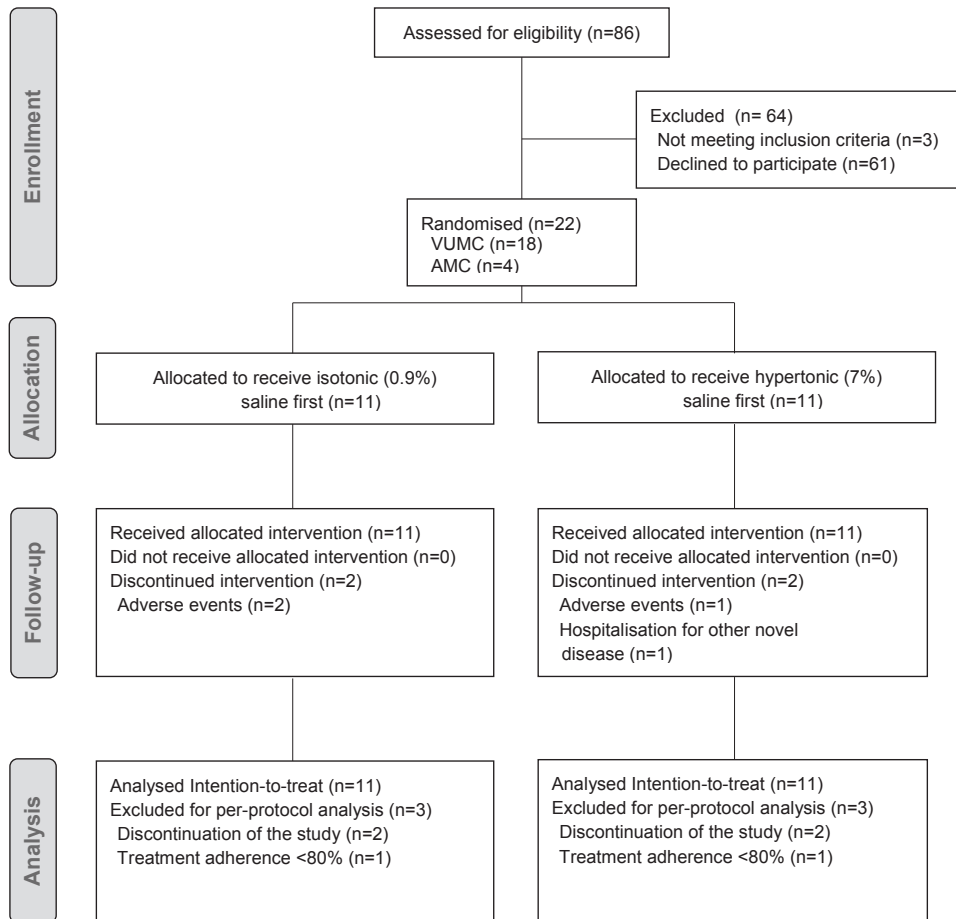 Enrollment
Assessed for eligibility (n=86)
Excluded (n= 64)
Not meeting inclusion criteria (n=3)
Declined to participate (n=61)
Randomised (n=22)
VUMC (n=18)
AMC (n=4)
Allocation
Allocated to receive isotonic (0.9%)
saline first (n=11)
Allocated to receive hypertonic (7%)
saline first (n=11)
Follow-up
Received allocated intervention (n=11)
Did not receive allocated intervention (n=0)
Discontinued intervention (n=2)
Adverse events (n=2)
Received allocated intervention (n=11)
Did not receive allocated intervention (n=0)
Discontinued intervention (n=2)
Adverse events (n=1)
Hospitalisation for other novel
disease (n=1)
Analysis
Analysed Intention-to-treat (n=11)
Excluded for per-protocol analysis (n=3)
Discontinuation of the study (n=2)
Treatment adherence <80% (n=1)
Analysed Intention-to-treat (n=11)
Excluded for per-protocol analysis (n=3)
Discontinuation of the study (n=2)
Treatment adherence <80% (n=1)